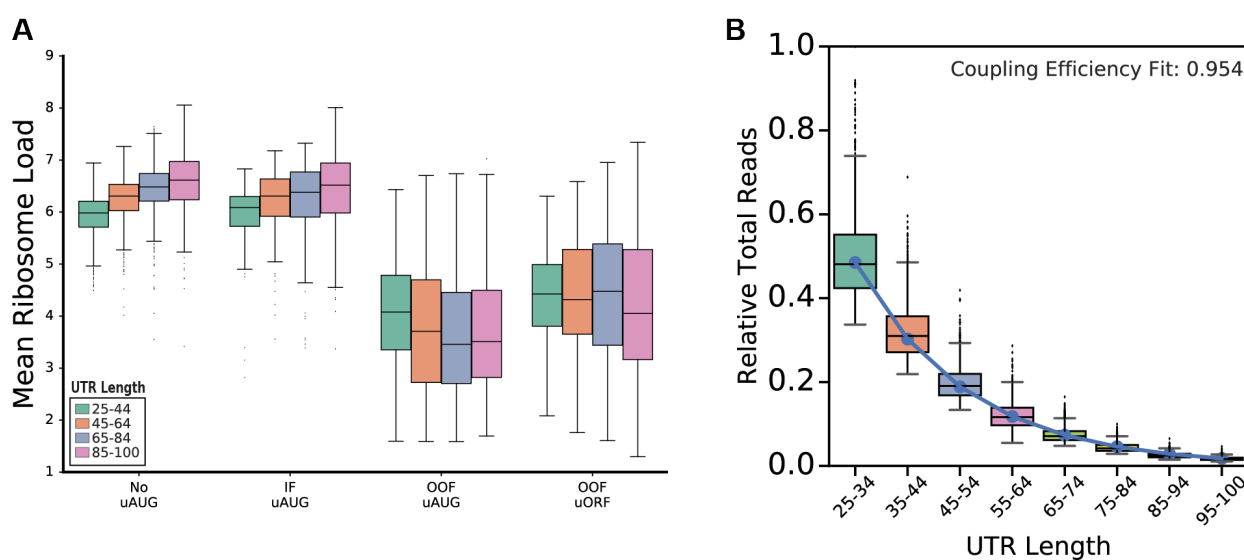 A
Mean Ribosome Load
9
8
7
6
5
4
3
2
1
UTR Length
25-44
45-64
65-84
85-100
No
uAUG
IF
uAUG
OOF
uAUG
OOF
uORF
B
Relative Total Reads
1.0
0.8
0.6
0.4
0.2
0.0
Coupling Efficiency Fit: 0.954
25-34
35-44
45-54
55-64
65-74
75-84
85-94
95-100
UTR Length